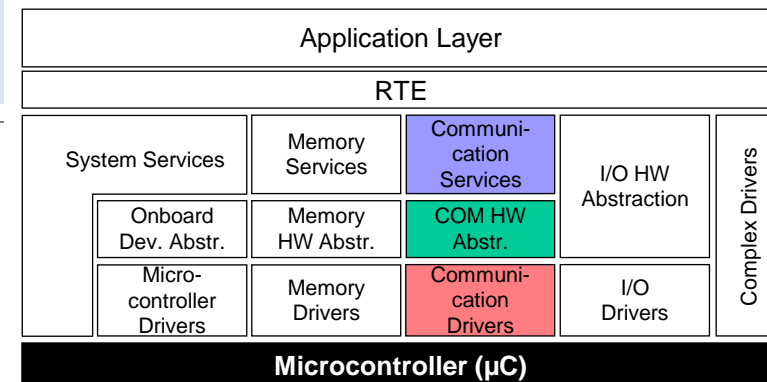 Application Layer
RTE
System Services
Memory
Services
Communi-
cation
Services
I/O HW
Abstraction
Complex Drivers
Onboard
Dev. Abstr.
Memory
HW Abstr.
COM HW
Abstr.
Micro-
controller
Drivers
Memory
Drivers
Communi-
cation
Drivers
I/O
Drivers
Microcontroller (µC)